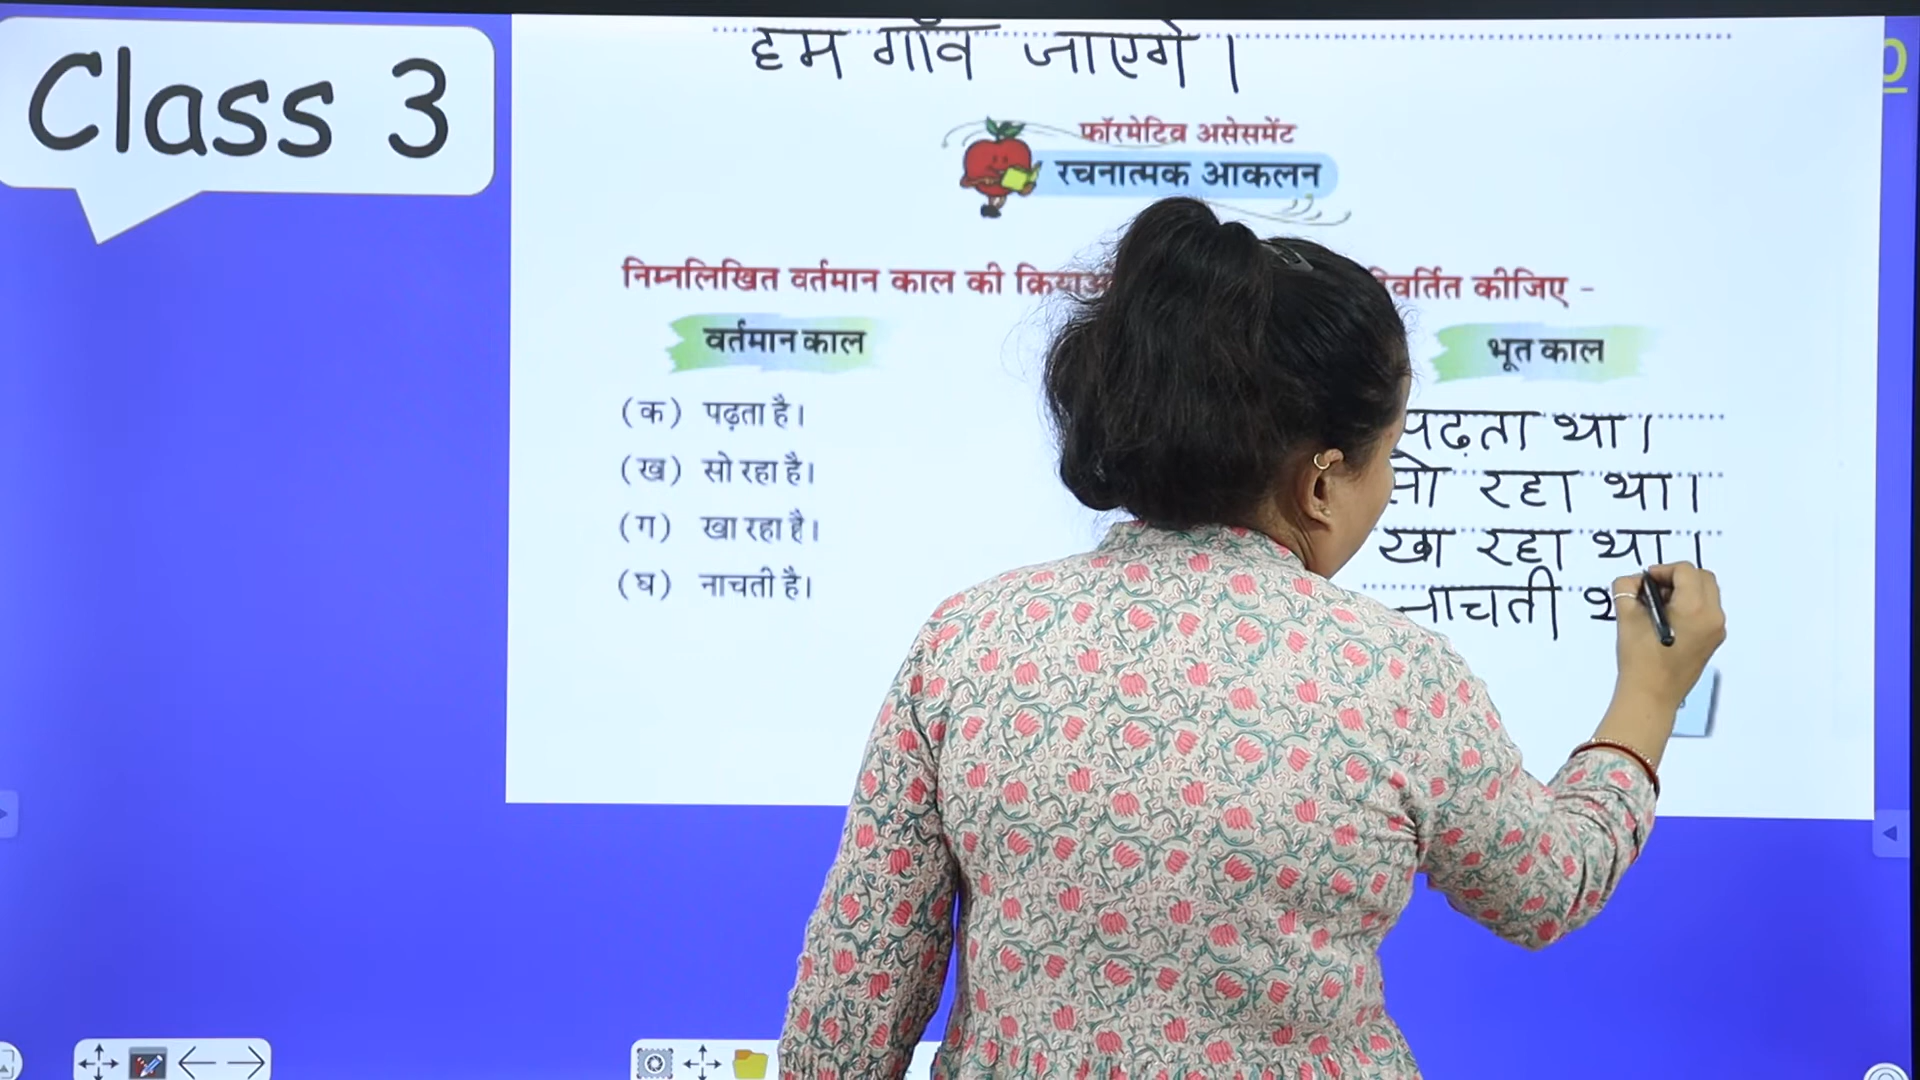 Class 3
हम गाँव जाएगे।
फॉरमेटिव असेसमेंट
रचनात्मक आकलन
निम्नलिखित वर्तमान काल की कीजिए -
वर्तमान काल
भूत काल
(क) पढ़ता है।
पढ़ता था।
(ख) सो रहा है।
सो रहा था।
(ग) खा रहा है।
खा रहा था।
(घ) नाचती है।
नाचती